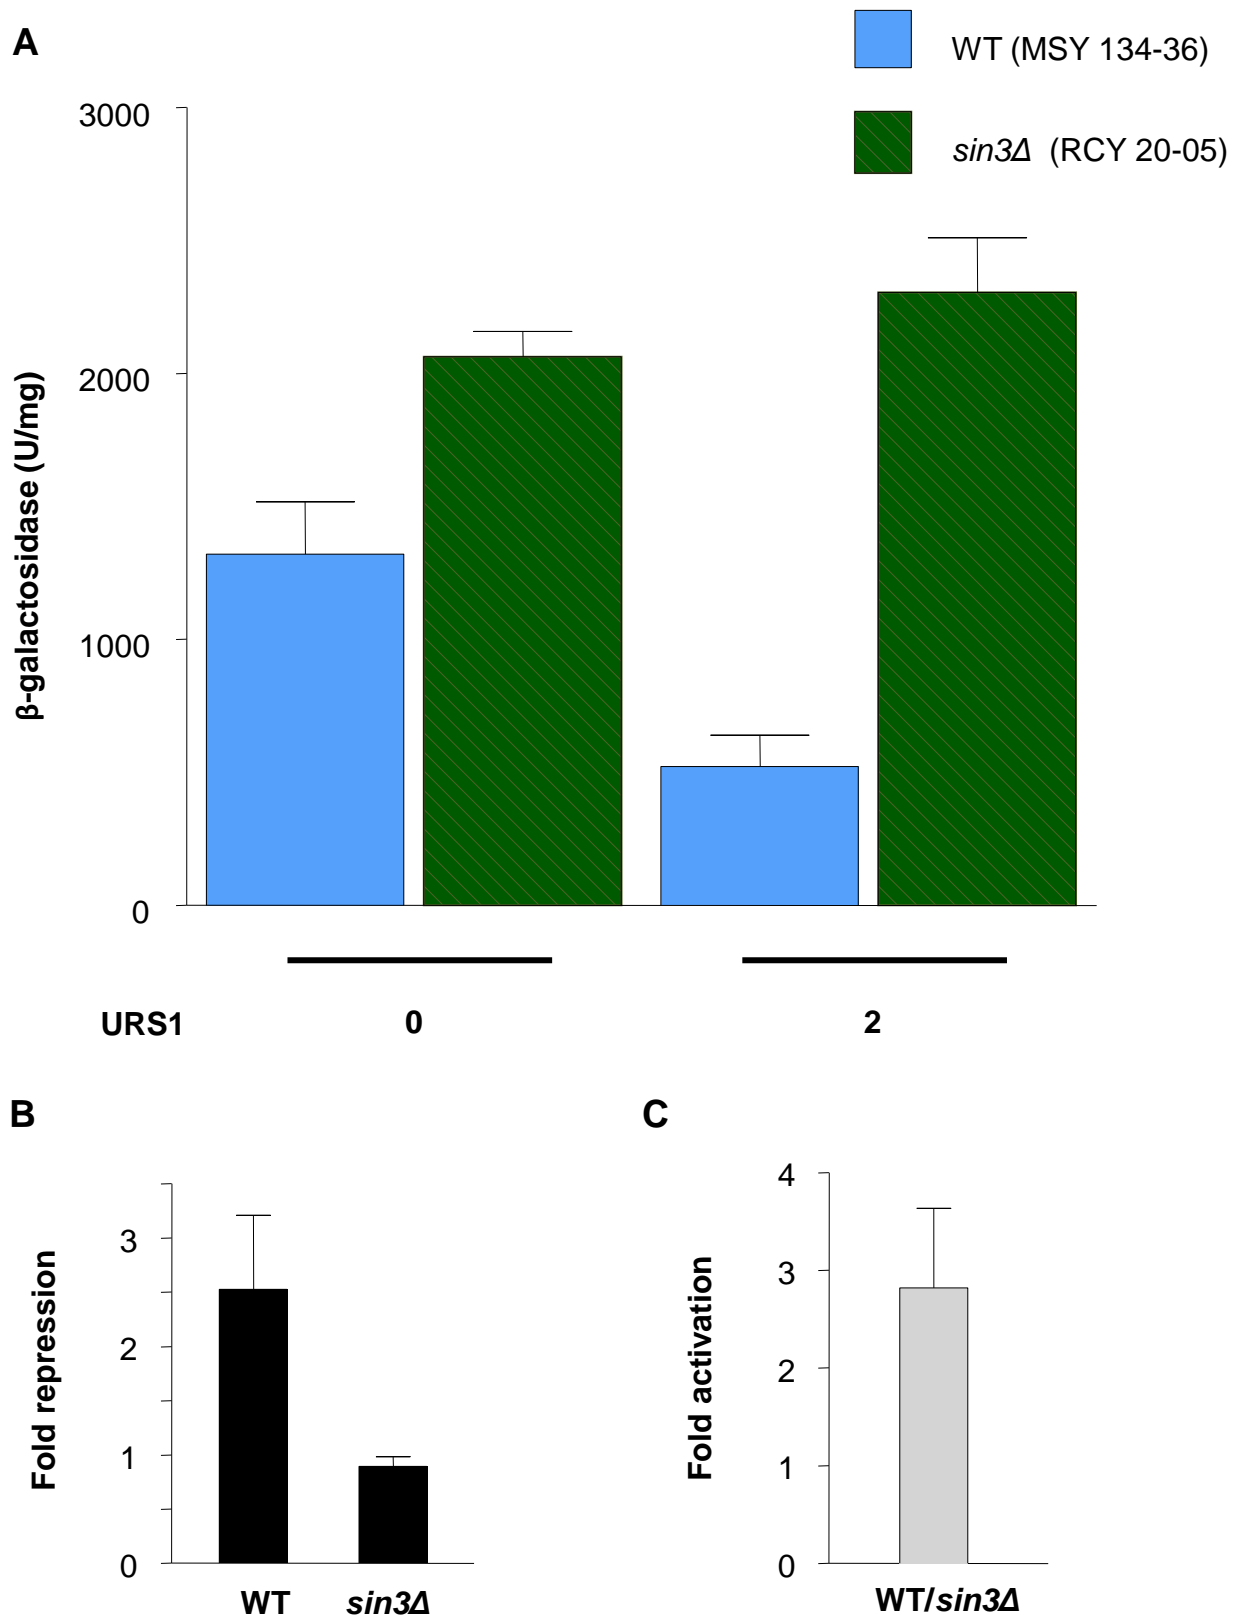 A
WT (MSY 134-36)
sin3Δ (RCY 20-05)
β-galactosidase (U/mg)
3000
2000
1000
0
URS1 0 2
B
Fold repression
3
2
1
0
WT sin3Δ
C
Fold activation
4
3
2
1
0
WT/sin3Δ